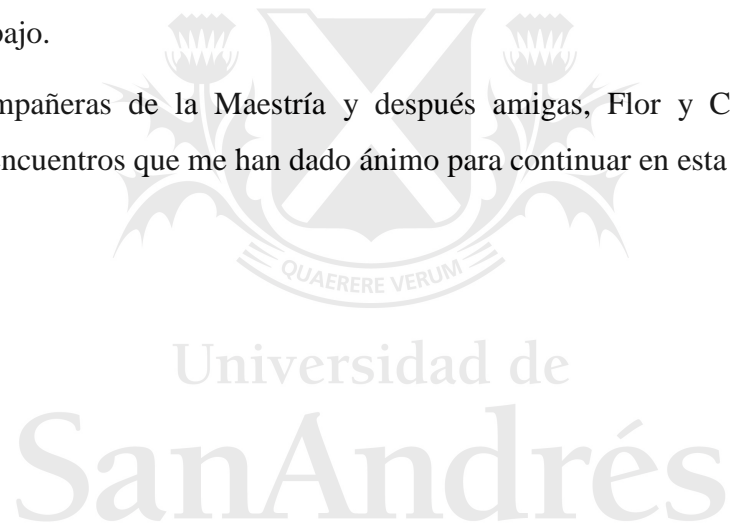 bajo.
mpañeras de la Maestría y después amigas, Flor y C
encuentros que me han dado ánimo para continuar en esta
QUAERERE VERUM
Universidad de
SanAndrés